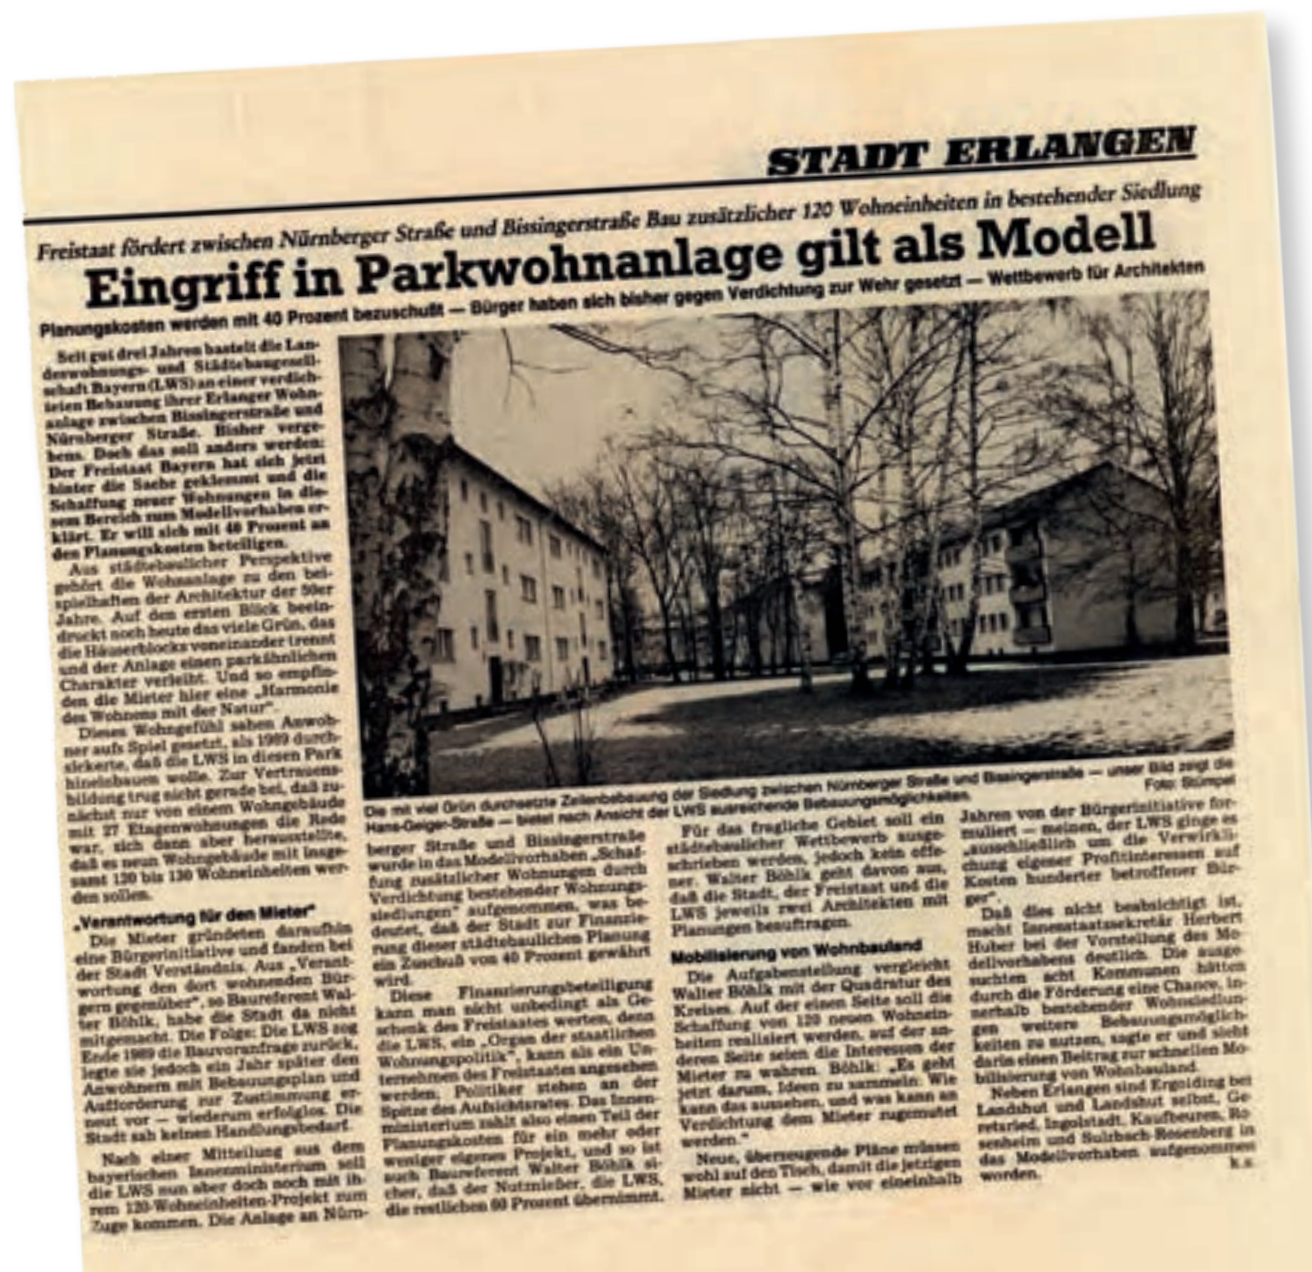 STADT ERLANGEN
Freistaat fördert zwischen Nürnberger Straße und Bissingerstraße Bau zusätzlicher 120 Wohneinheiten in bestehender Siedlung
Eingriff in Parkwohnanlage gilt als Modell
Planungskosten werden mit 40 Prozent bezuschußt — Bürger haben sich bisher gegen Verdichtung zur Wehr gesetzt — Wettbewerb für Architekten
Seit gut drei Jahren bastelt die Lan-
deswohnungs- und Städtebaugesell-
schaft Bayern (LWS) an einer verdich-
teten Bebauung ihrer Erlanger Wohn-
anlage zwischen Bissingerstraße und
Nürnberger Straße. Bisher verge-
bens. Doch das soll anders werden:
Der Freistaat Bayern hat sich jetzt
hinter die Sache geklemmt und die
Schaffung neuer Wohnungen in die-
sem Bereich zum Modellvorhaben er-
klärt. Er will sich mit 40 Prozent an
den Planungskosten beteiligen.
Aus städtebaulicher Perspektive
gehört die Wohnanlage zu den bei-
spielhaften der Architektur der 50er
Jahre. Auf den ersten Blick beein-
druckt noch heute das viele Grün, das
die Häuserblocks voneinander trennt
und der Anlage einen parkähnlichen
Charakter verleiht. Und so empfin-
den die Mieter hier eine „Harmonie
des Wohnens mit der Natur".
Dieses Wohngefühl sahen Anwoh-
ner aufs Spiel gesetzt, als 1989 durch-
sickerte, daß die LWS in diesen Park
hineinbauen wolle. Zur Vertrauens-
bildung trug nicht gerade bei, daß zu-
nächst nur von einem Wohngebäude
mit 27 Etagenwohnungen die Rede
war, sich dann aber herausstellte,
daß es neun Wohngebäude mit insge-
samt 120 bis 130 Wohneinheiten wer-
den sollen.
„Verantwortung für den Mieter"
Die Mieter gründeten daraufhin
eine Bürgerinitiative und fanden bei
der Stadt Verständnis. Aus „Verant-
wortung den dort wohnenden Bür-
gern gegenüber", so Baureferent Wal-
ter Böhlk, habe die Stadt da nicht
mitgemacht. Die Folge: Die LWS zog
Ende 1989 die Bauvoranfrage zurück,
legte sie jedoch ein Jahr später den
Anwohnern mit Bebauungsplan und
Aufforderung zur Zustimmung er-
neut vor — wiederum erfolglos. Die
Stadt sah keinen Handlungsbedarf.
Nach einer Mitteilung aus dem
bayerischen Innenministerium soll
die LWS nun aber doch noch mit ih-
rem 120-Wohneinheiten-Projekt zum
Zuge kommen. Die Anlage an Nürn-
Die mit viel Grün durchsetzte Zeilenbebauung der Siedlung zwischen Nürnberger Straße und Bissingerstraße — unser Bild zeigt die
Hans-Geiger-Straße — bietet nach Ansicht der LWS ausreichende Bebauungsmöglichkeiten.
Foto: Stümpel
berger Straße und Bissingerstraße
wurde in das Modellvorhaben „Schaf-
fung zusätzlicher Wohnungen durch
Verdichtung bestehender Wohnungs-
siedlungen" aufgenommen, was be-
deutet, daß der Stadt zur Finanzie-
rung dieser städtebaulichen Planung
ein Zuschuß von 40 Prozent gewährt
wird.
Diese Finanzierungsbeteiligung
kann man nicht unbedingt als Ge-
schenk des Freistaates werten, denn
die LWS, ein „Organ der staatlichen
Wohnungspolitik", kann als ein Un-
ternehmen des Freistaates angesehen
werden, Politiker stehen an der
Spitze des Aufsichtsrates. Das Innen-
ministerium zahlt also einen Teil der
Planungskosten für ein mehr oder
weniger eigenes Projekt, und so ist
auch Baureferent Walter Böhlk si-
cher, daß der Nutznießer, die LWS,
die restlichen 60 Prozent übernimmt.
Für das fragliche Gebiet soll ein
städtebaulicher Wettbewerb ausge-
schrieben werden, jedoch kein offe-
ner. Walter Böhlk geht davon aus,
daß die Stadt, der Freistaat und die
LWS jeweils zwei Architekten mit
Planungen beauftragen.
Mobilisierung von Wohnbauland
Die Aufgabenstellung vergleicht
Walter Böhlk mit der Quadratur des
Kreises. Auf der einen Seite soll die
Schaffung von 120 neuen Wohnein-
heiten realisiert werden, auf der an-
deren Seite seien die Interessen der
Mieter zu wahren. Böhlk: „Es geht
jetzt darum, Ideen zu sammeln: Wie
kann das aussehen, und was kann an
Verdichtung dem Mieter zugemutet
werden."
Neue, überzeugende Pläne müssen
wohl auf den Tisch, damit die jetzigen
Mieter nicht — wie vor eineinhalb
Jahren von der Bürgerinitiative for-
muliert — meinen, der LWS ginge es
„ausschließlich um die Verwirkli-
chung eigener Profitinteressen auf
Kosten hunderter betroffener Bür-
ger".
Daß dies nicht beabsichtigt ist,
macht Innenstaatssekretär Herbert
Huber bei der Vorstellung des Mo-
dellvorhabens deutlich. Die ausge-
suchten acht Kommunen hätten
durch die Förderung eine Chance, in-
nerhalb bestehender Wohnsiedlun-
gen weitere Bebauungsmöglich-
keiten zu nutzen, sagte er und sieht
darin einen Beitrag zur schnellen Mo-
bilisierung von Wohnbauland.
Neben Erlangen sind Ergolding bei
Landshut und Landshut selbst, Ge-
retsried, Ingolstadt, Kaufbeuren, Ro-
senheim und Sulzbach-Rosenberg in
das Modellvorhaben aufgenommen
worden.